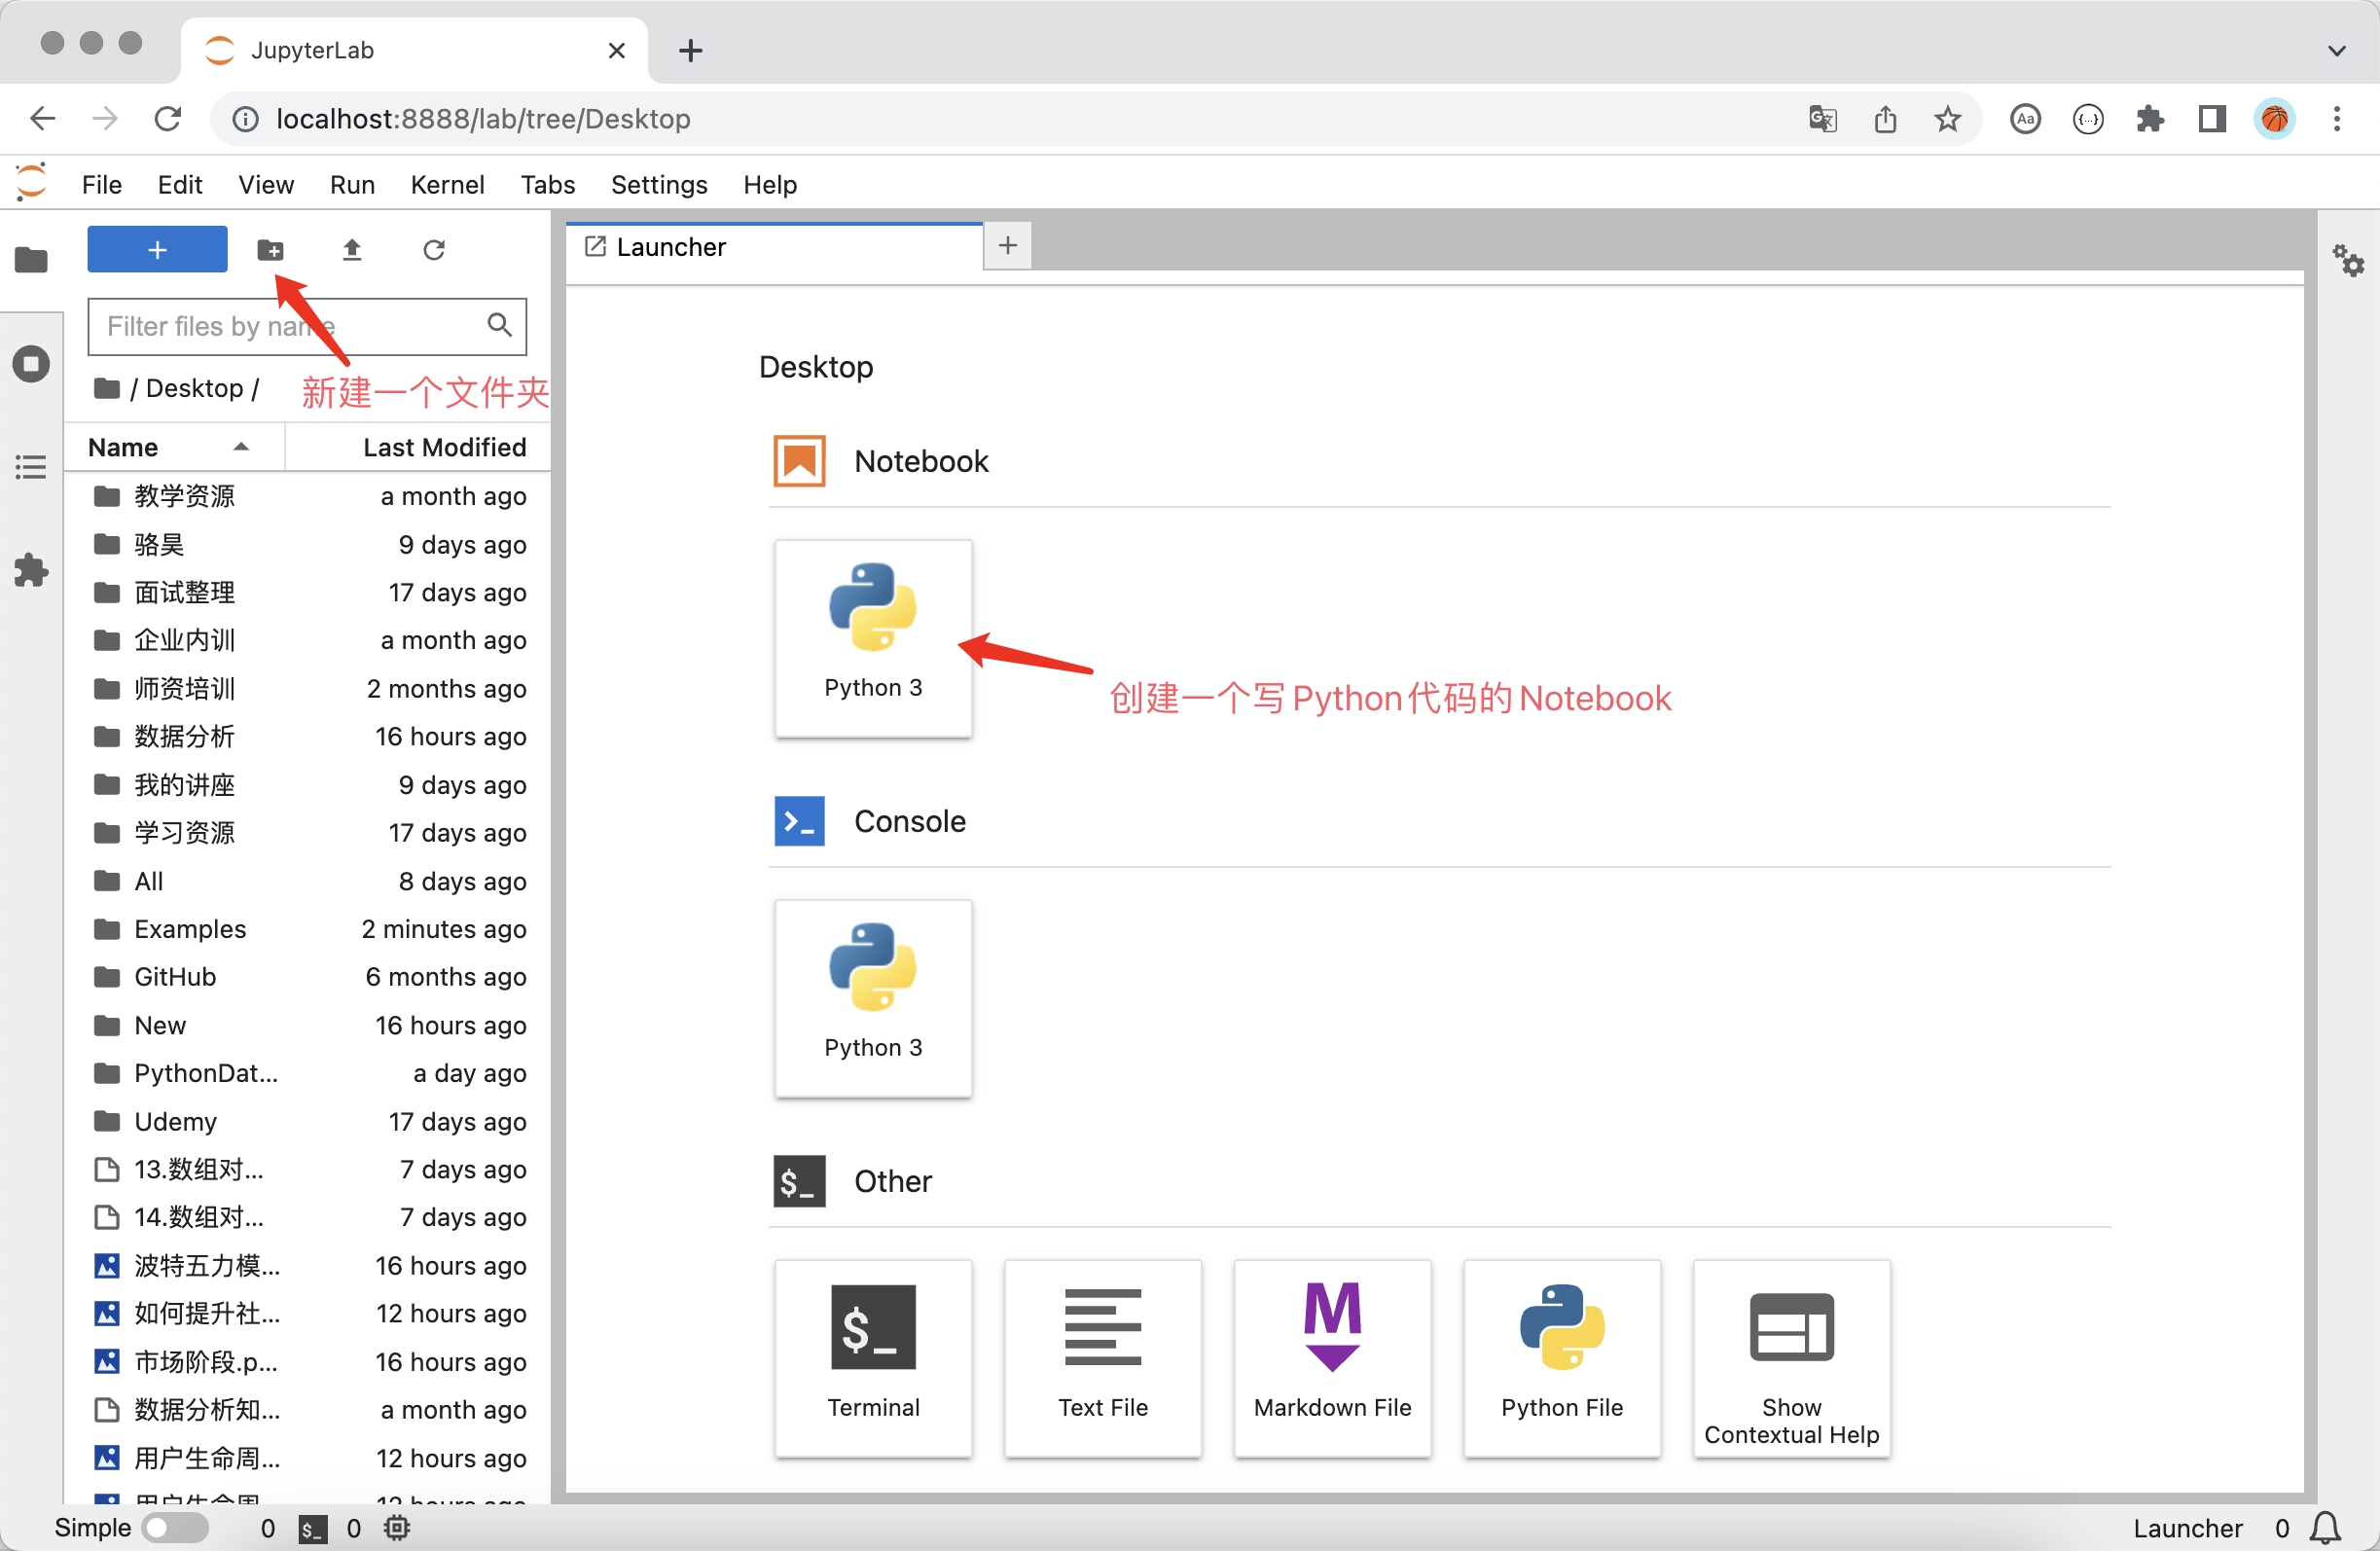 JupyterLab
localhost:8888/lab/tree/Desktop
File Edit View Run Kernel Tabs Settings Help
Launcher
Filter files by name
/ Desktop /
新建一个文件夹
Name Last Modified
教学资源 a month ago
骆昊 9 days ago
面试整理 17 days ago
企业内训 a month ago
师资培训 2 months ago
数据分析 16 hours ago
我的讲座 9 days ago
学习资源 17 days ago
All 8 days ago
Examples 2 minutes ago
GitHub 6 months ago
New 16 hours ago
PythonDat... a day ago
Udemy 17 days ago
13.数组对... 7 days ago
14.数组对... 7 days ago
波特五力模... 16 hours ago
如何提升社... 12 hours ago
市场阶段.p... 16 hours ago
数据分析知... a month ago
用户生命周... 12 hours ago
用户生命周... 12 hours ago
Desktop
Notebook
Python 3
创建一个写Python代码的Notebook
Console
Python 3
$_ Other
$_
Terminal
Text File
M
Markdown File
Python File
Show
Contextual Help
Simple 0 $_ 0
Launcher 0